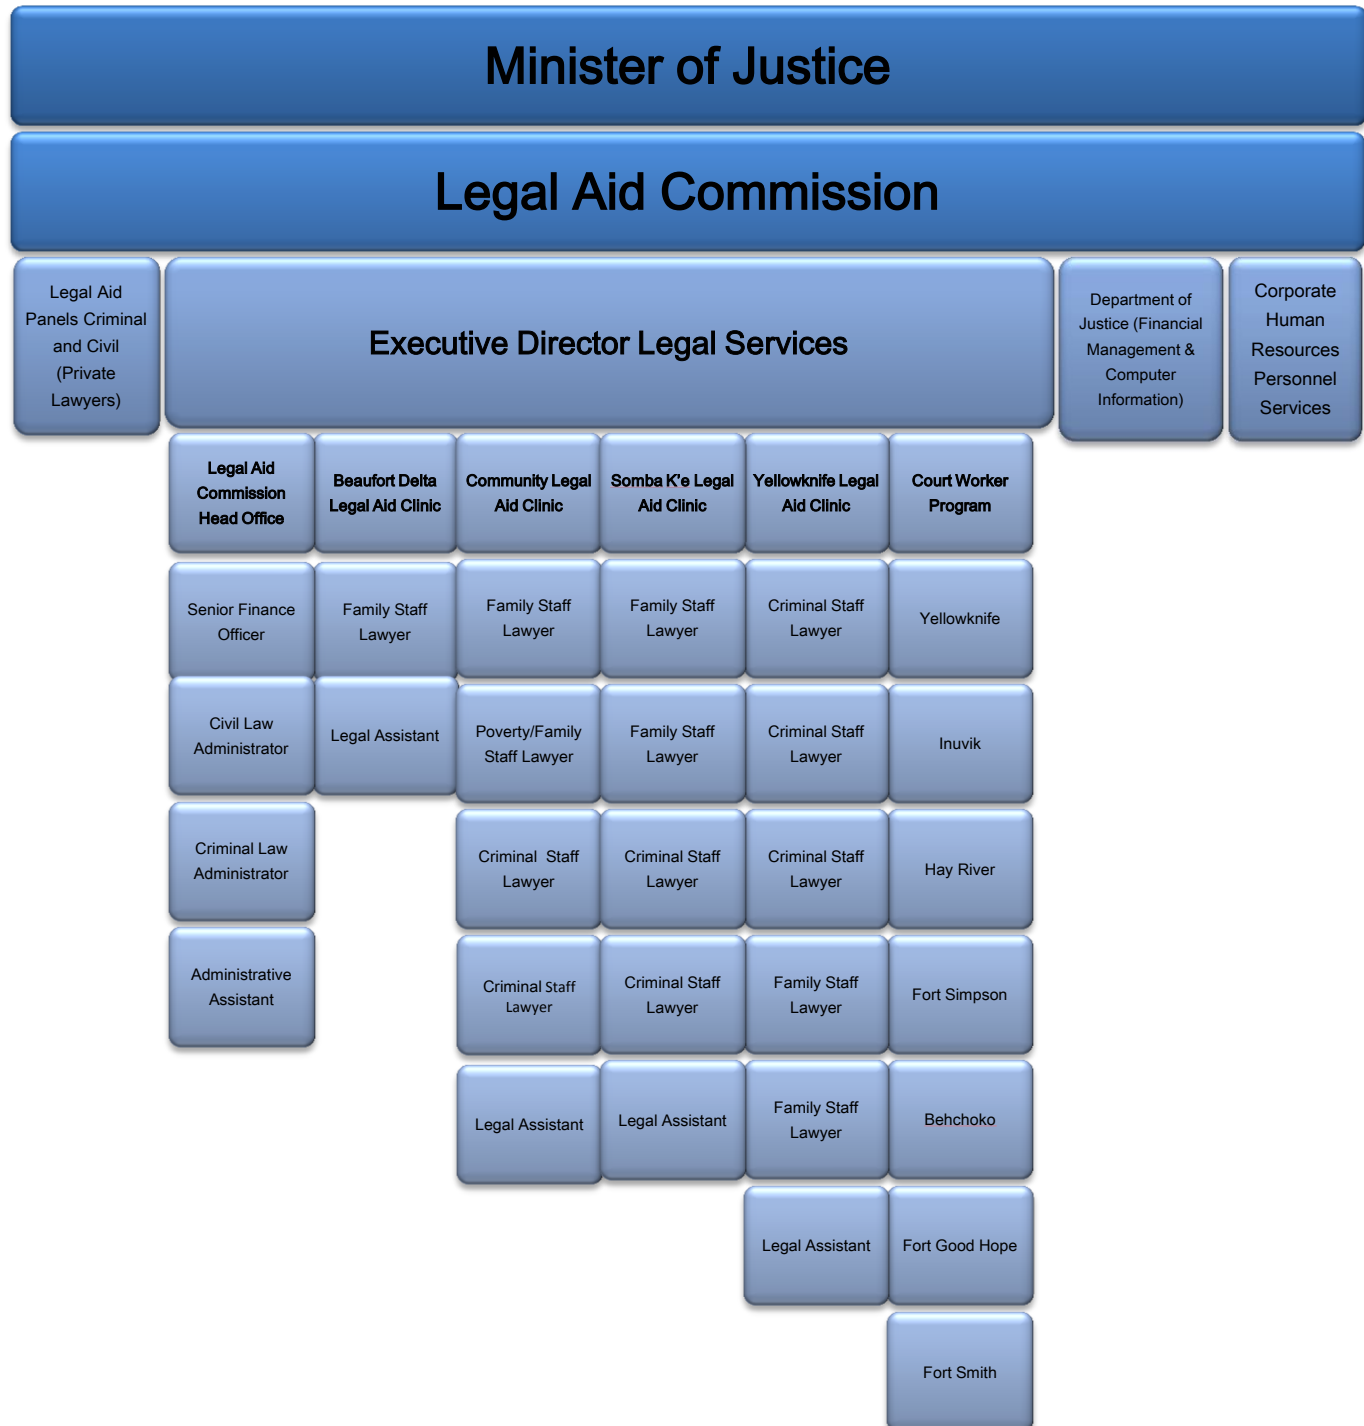 Minister of Justice
Legal Aid Commission
Legal Aid
Panels Criminal
and Civil
(Private
Lawyers)
Executive Director Legal Services
Department of
Justice (Financial
Management &
Computer
Information)
Corporate
Human
Resources
Personnel
Services
Legal Aid
Commission
Head Office
Senior Finance
Officer
Civil Law
Administrator
Criminal Law
Administrator
Administrative
Assistant
Beaufort Delta
Legal Aid Clinic
Family Staff
Lawyer
Legal Assistant
Community Legal
Aid Clinic
Family Staff
Lawyer
Poverty/Family
Staff Lawyer
Criminal  Staff
Lawyer
Criminal Staff
Lawyer
Legal Assistant
Somba K'e Legal
Aid Clinic
Family Staff
Lawyer
Family Staff
Lawyer
Criminal Staff
Lawyer
Criminal Staff
Lawyer
Legal Assistant
Yellowknife Legal
Aid Clinic
Criminal Staff
Lawyer
Criminal Staff
Lawyer
Criminal Staff
Lawyer
Family Staff
Lawyer
Family Staff
Lawyer
Legal Assistant
Court Worker
Program
Yellowknife
Inuvik
Hay River
Fort Simpson
Behchoko
Fort Good Hope
Fort Smith